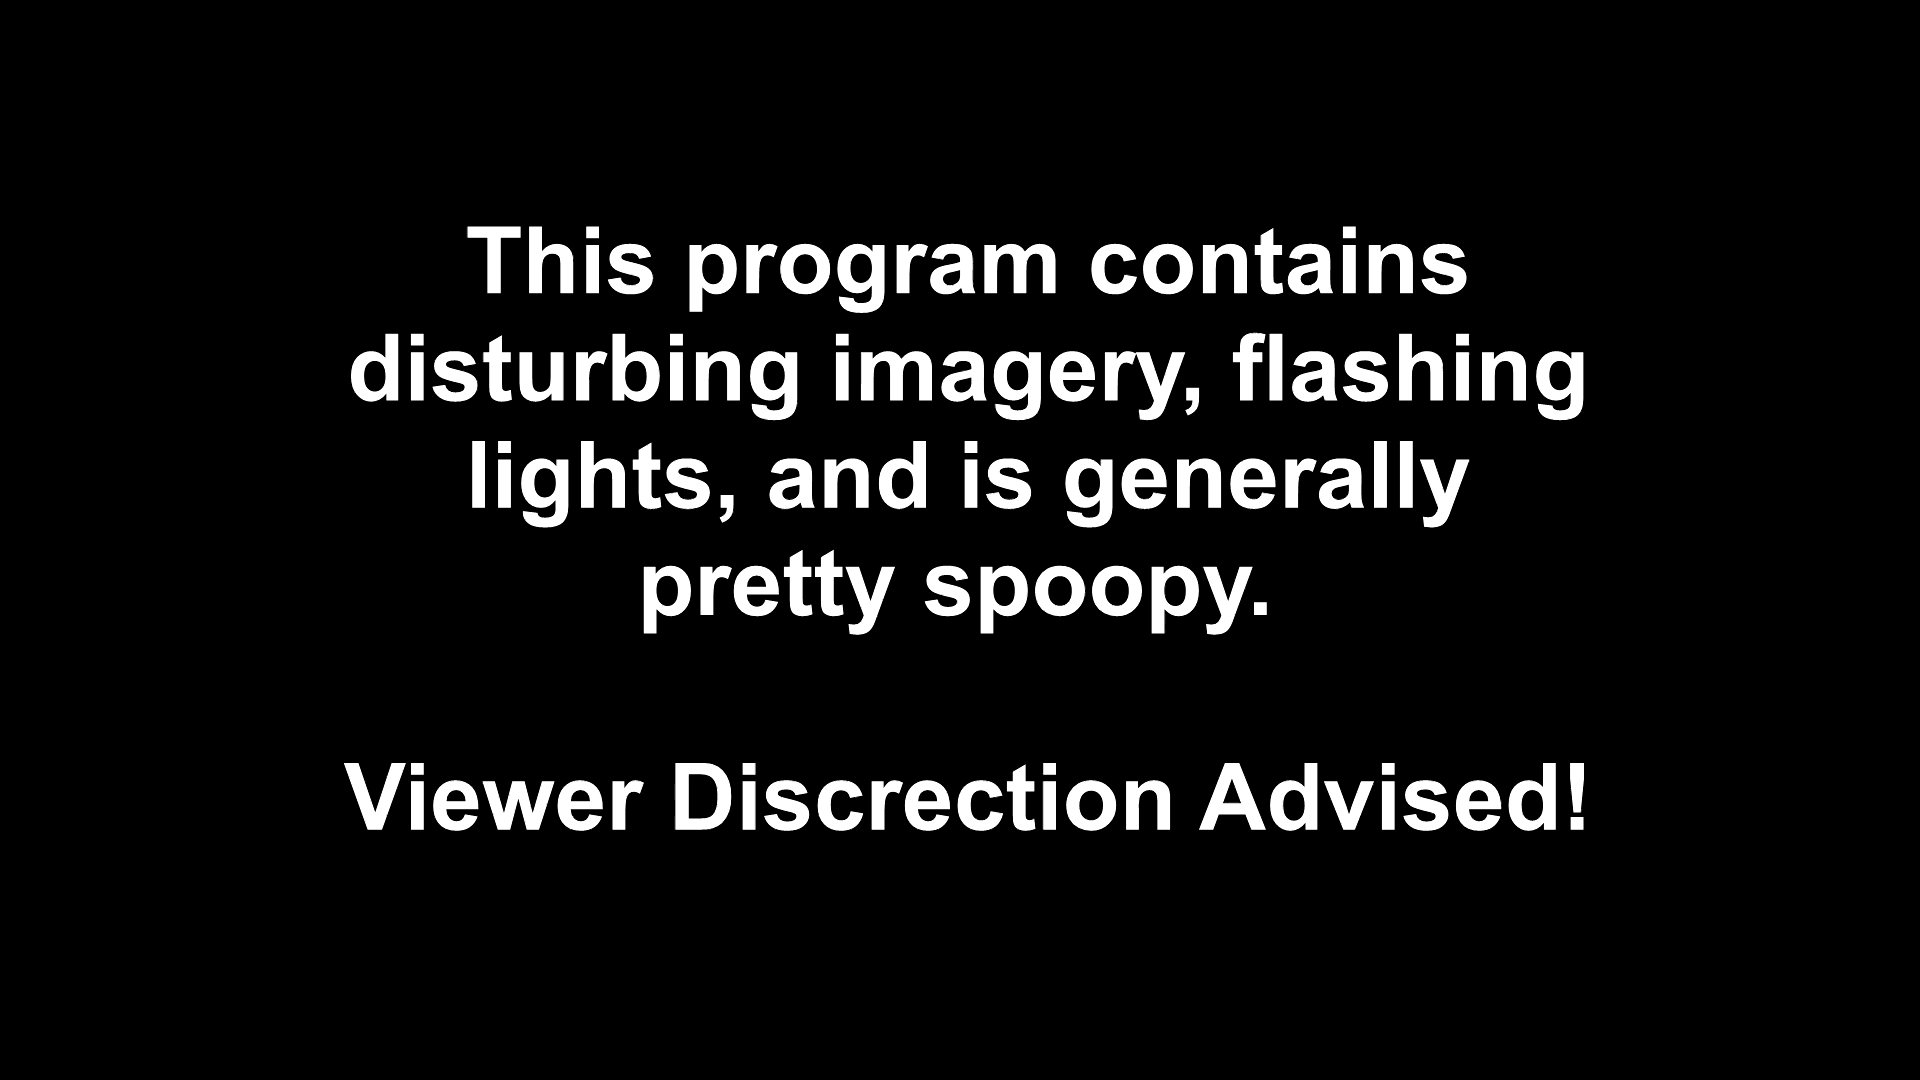 This program contains
disturbing imagery, flashing
lights, and is generally
pretty spoopy.
Viewer Discrection Advised!